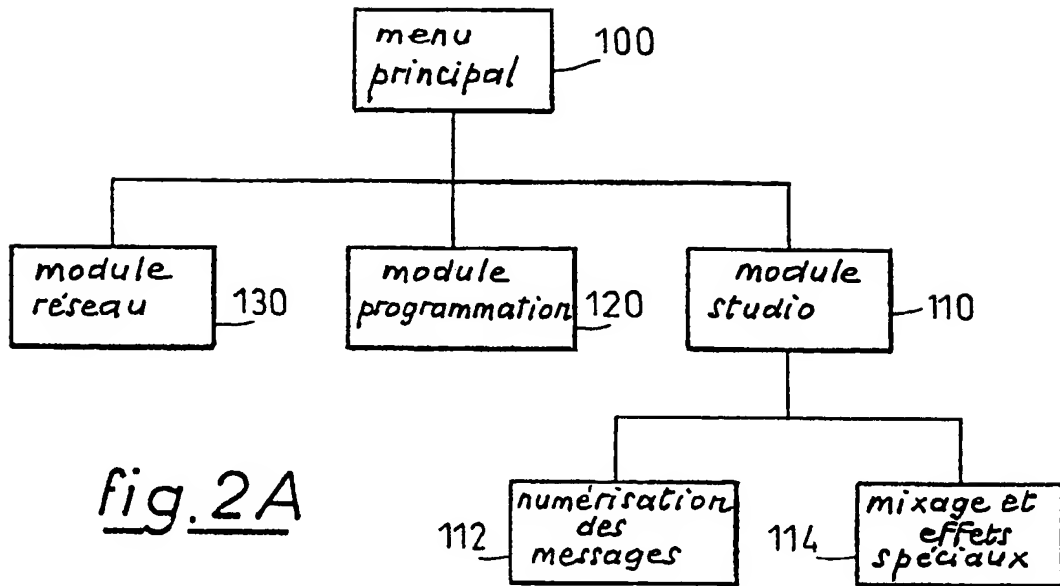 menu
principal
100
module
réseau
130
module
programmation
120
module
studio
110
fig. 2A
numérisation
des
messages
112
mixage et
effets
spéciaux
114